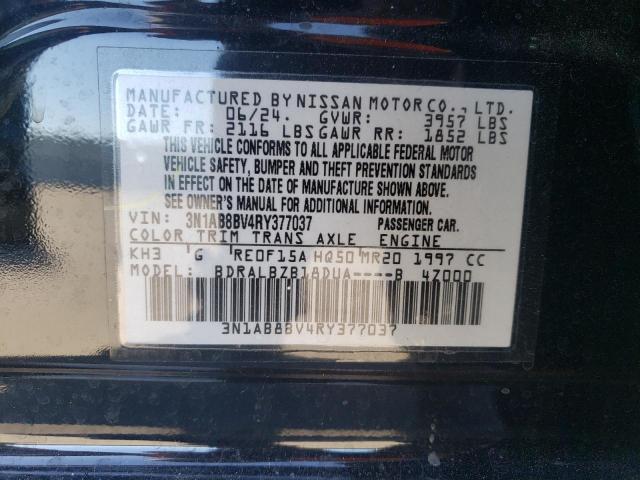 MANUFACTURED BY NISSAN MOTOR CO., LTD.
DATE: 06/24. GVWR: 3957 LBS
GAWR FR: 2116 LBS GAWR RR: 1852 LBS
THIS VEHICLE CONFORMS TO ALL APPLICABLE FEDERAL MOTOR
VEHICLE SAFETY, BUMPER AND THEFT PREVENTION STANDARDS
IN EFFECT ON THE DATE OF MANUFACTURE SHOWN ABOVE.
SEE OWNER'S MANUAL FOR ADDITIONAL INFORMATION.
VIN: 3N1AB8BV4RY377037 PASSENGER CAR.
COLOR TRIM TRANS AXLE ENGINE
KH3 'G RE0F15A HQ50 MR20 1997 CC
MODEL: BDRALBZB18DUA----B 4Z000
3N1AB8BV4RY377037